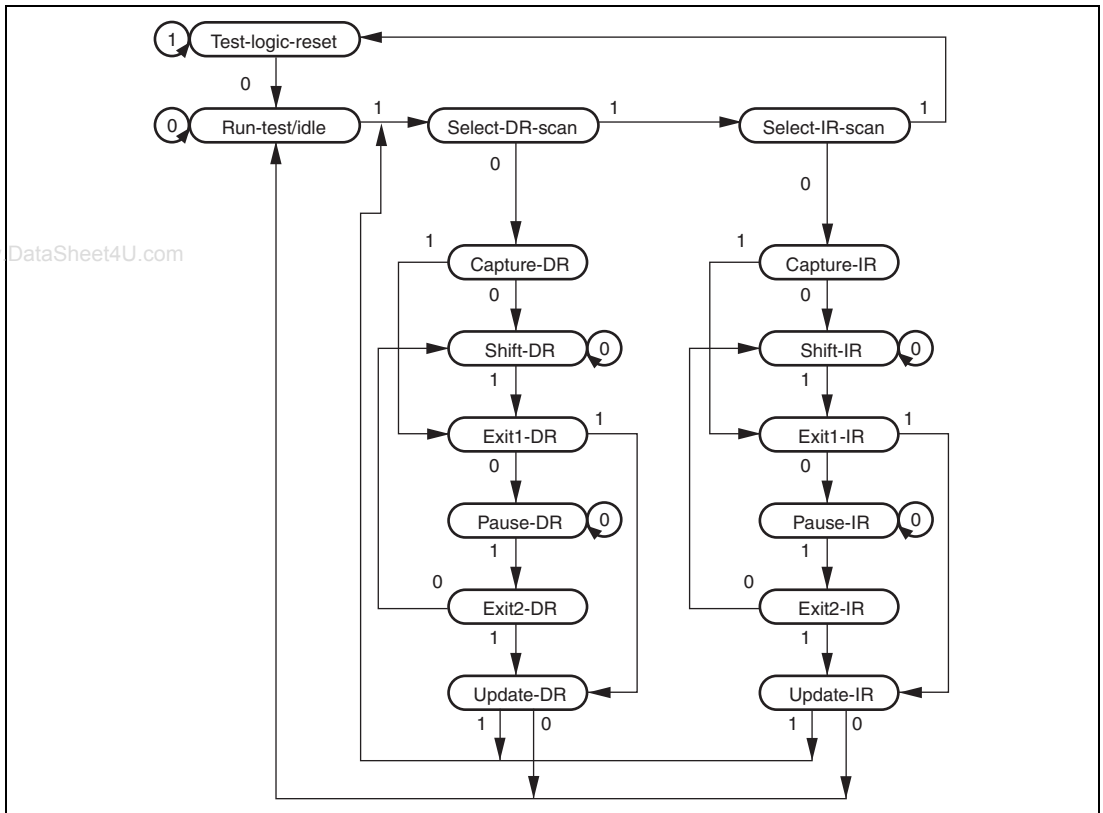 1
Test-logic-reset
0
0
Run-test/idle
1
Select-DR-scan
1
Select-IR-scan
1
0
0
DataSheet4U.com
1
Capture-DR
1
Capture-IR
0
0
Shift-DR
0
Shift-IR
0
1
1
Exit1-DR
1
Exit1-IR
1
0
0
Pause-DR
0
Pause-IR
0
1
1
0
Exit2-DR
0
Exit2-IR
1
1
Update-DR
Update-IR
1
0
1
0